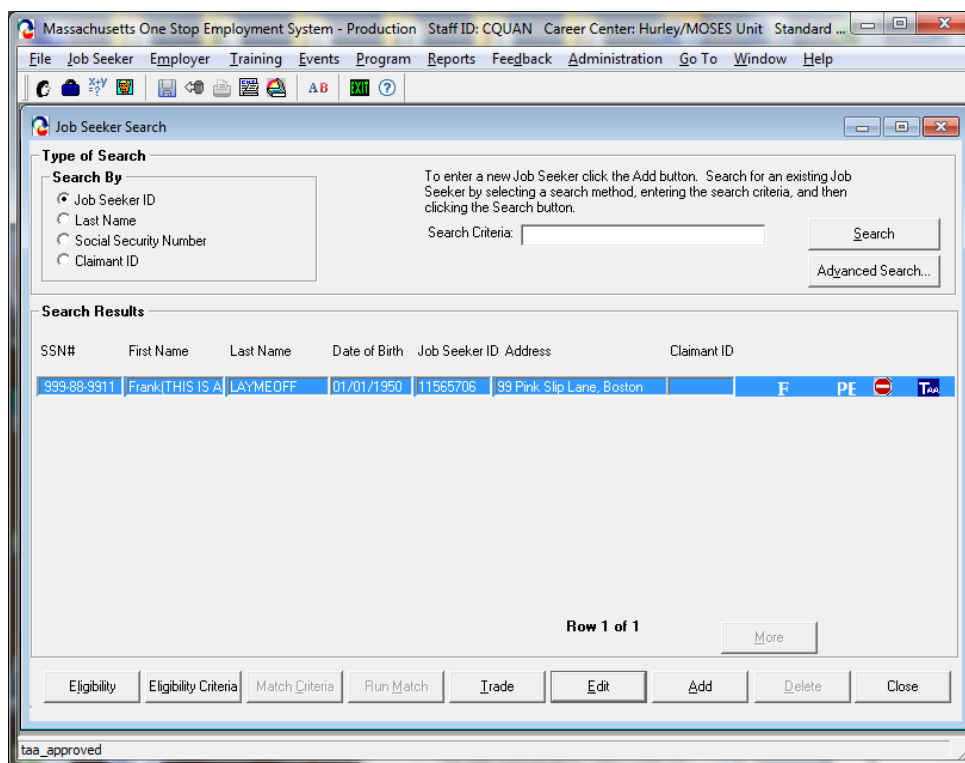 Massachusetts One Stop Employment System - Production Staff ID: CQUAN Career Center: Hurley/MOSES Unit Standard ...
File Job Seeker Employer Training Events Program Reports Feedback Administration Go To Window Help
X+Y =? AB EXIT ?
Job Seeker Search
Type of Search
Search By
Job Seeker ID
Last Name
Social Security Number
Claimant ID
To enter a new Job Seeker click the Add button. Search for an existing Job
Seeker by selecting a search method, entering the search criteria, and then
clicking the Search button.
Search Criteria:
Search
Advanced Search...
Search Results
SSN# First Name Last Name Date of Birth Job Seeker ID Address Claimant ID
999-88-9911 Frank(THIS IS A LAYMEOFF 01/01/1950 11565706 99 Pink Slip Lane, Boston F PE TAA
Row 1 of 1
More
Eligibility Eligibility Criteria Match Criteria Run Match Trade Edit Add Delete Close
taa_approved